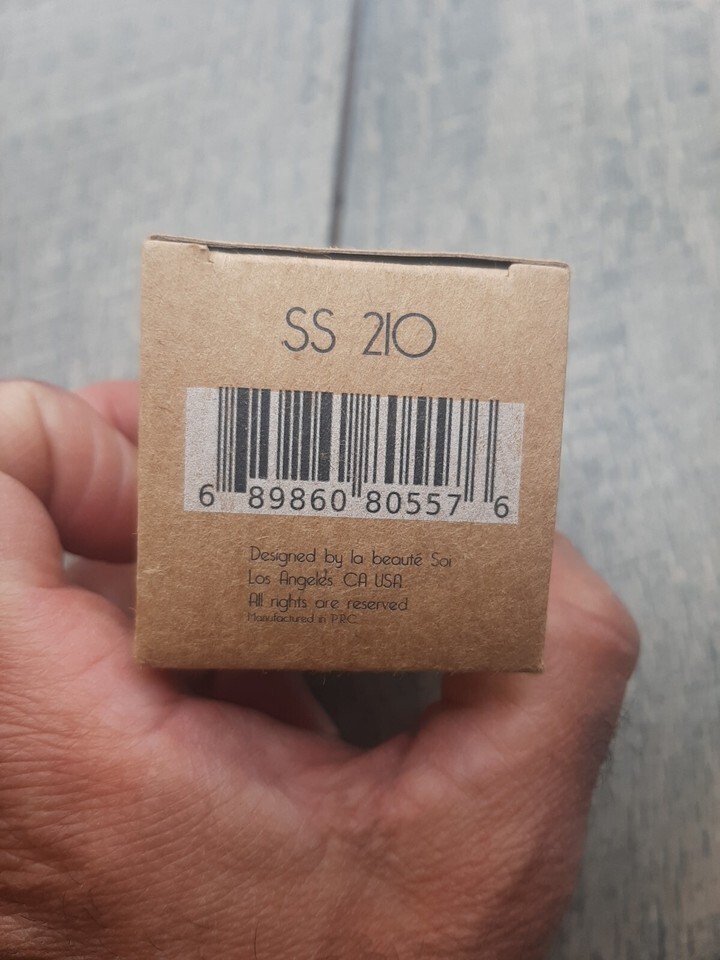 SS 210
6 89860 80557 6
Designed by la beauté Soi
Los Angeles, CA USA
All rights are reserved
Manufactured in P.R.C.